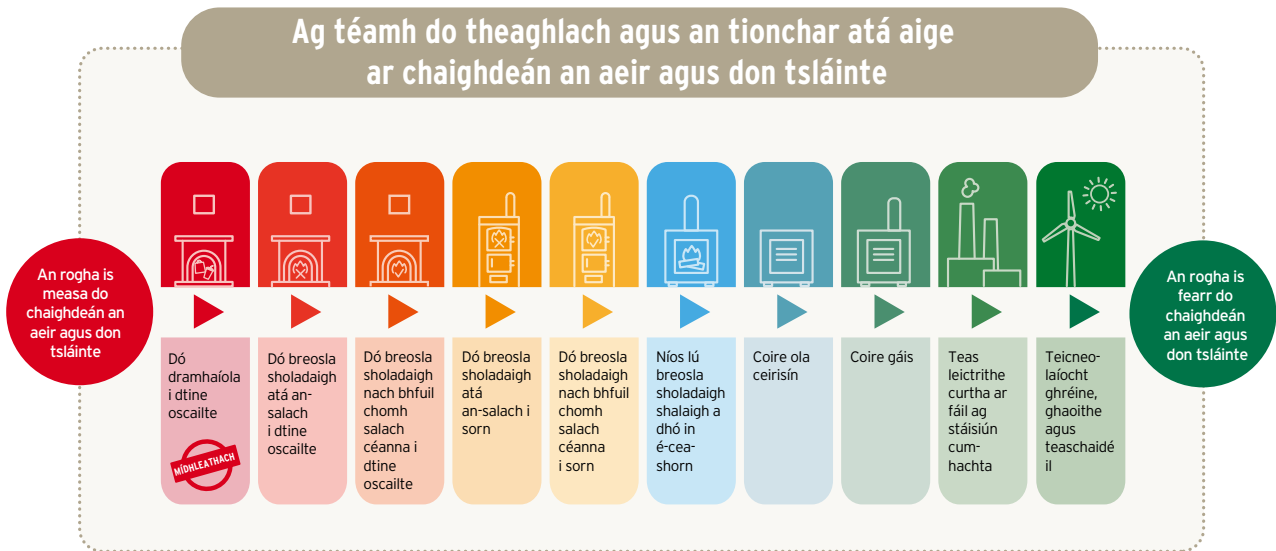 Ag téamh do theaghlach agus an tionchar atá aige
ar chaighdeán an aeir agus don tsláinte
An rogha is
measa do
chaighdeán an
aeir agus don
tsláinte
Dó
dramhaíola
i dtine
oscailte
MÍDHLEATHACH
Dó breosla
sholadaigh
atá an-
salach
i dtine
oscailte
Dó breosla
sholadaigh
nach bhfuil
chomh
salach
céanna i
dtine
oscailte
Dó breosla
sholadaigh
atá
an-salach i
sorn
Dó breosla
sholadaigh
nach bhfuil
chomh
salach
céanna
i sorn
Níos lú
breosla
sholadaigh
shalaigh a
dhó in
é-cea-
shorn
Coire ola
ceirisín
Coire gáis
Teas
leictrithe
curtha ar
fáil ag
stáisiún
cum-
hachta
Teicneo-
laíocht
ghréine,
ghaoithe
agus
teaschaidé
il
An rogha is
fearr do
chaighdeán
an aeir agus
don tsláinte